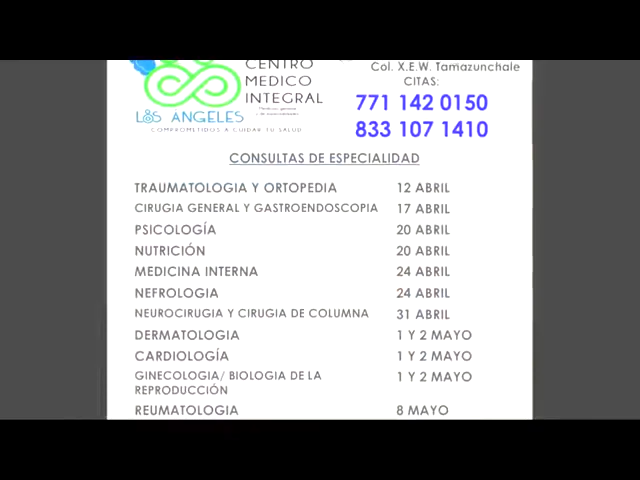 CENTRO
MEDICO
INTEGRAL
LOS ANGELES
COMPROMETIDOS A CUIDAR TU SALUD
Col. X.E.W. Tamazunchale
CITAS:
771 142 0150
833 107 1410
CONSULTAS DE ESPECIALIDAD
TRAUMATOLOGIA Y ORTOPEDIA 12 ABRIL
CIRUGIA GENERAL Y GASTROENDOSCOPIA 17 ABRIL
PSICOLOGÍA 20 ABRIL
NUTRICIÓN 20 ABRIL
MEDICINA INTERNA 24 ABRIL
NEFROLOGIA 24 ABRIL
NEUROCIRUGIA Y CIRUGIA DE COLUMNA 31 ABRIL
DERMATOLOGIA 1 Y 2 MAYO
CARDIOLOGÍA 1 Y 2 MAYO
GINECOLOGIA/ BIOLOGIA DE LA 1 Y 2 MAYO
REPRODUCCIÓN
REUMATOLOGIA 8 MAYO